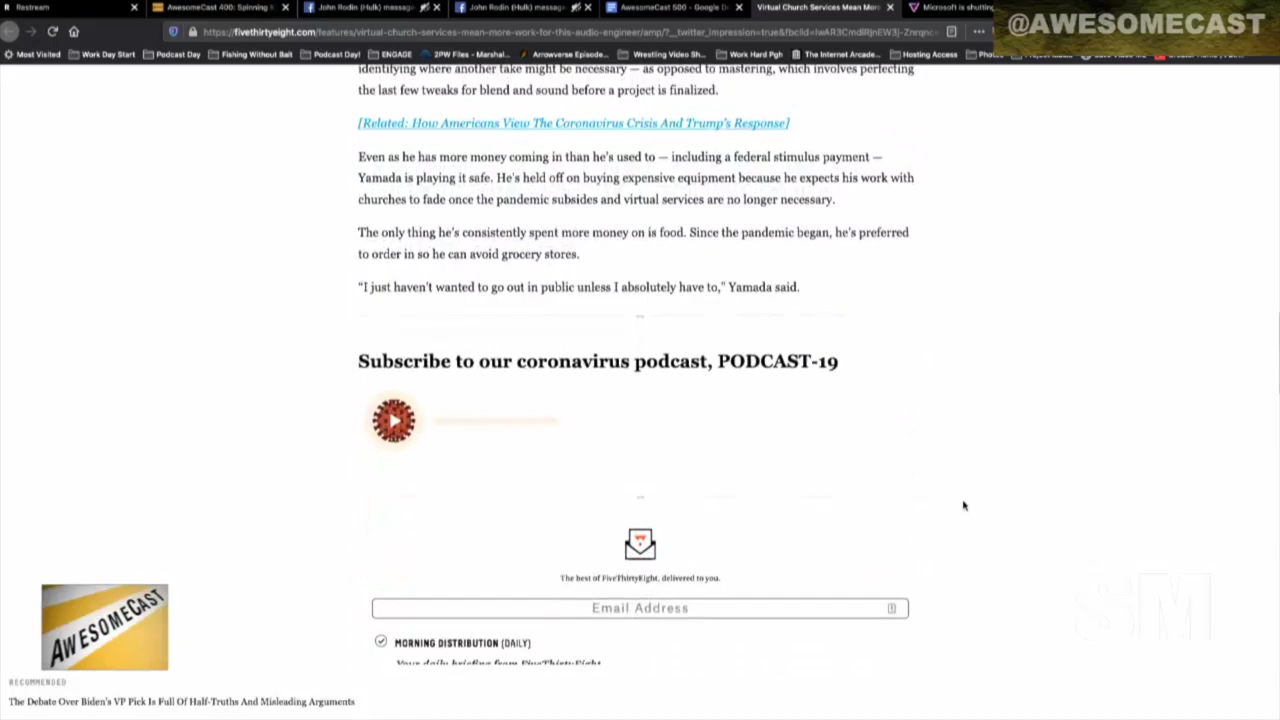 Restream
AwesomeCast 400: Spinning S
John Rodin (Hulk) messag
John Rodin (Hulk) messag
AwesomeCast 500 - Google D
Virtual Church Services Mean Mor
Microsoft is shutting
@AWESOMECAST
https://fivethirtyeight.com/features/virtual-church-services-mean-more-work-for-this-audio-engineer/amp/?__twitter_impression=true&fbclid=
Most Visited
Work Day Start
Podcast Day
Fishing Without Bait
Podcast Day!
ENGAGE
2PW Files - Marshal...
Arrowverse Episode...
Wrestling Video Sh...
Work Hard Pgh
The Internet Arcade...
Hosting Access
identifying where another take might be necessary — as opposed to mastering, which involves perfecting
the last few tweaks for blend and sound before a project is finalized.
[Related: How Americans View The Coronavirus Crisis And Trump's Response]
Even as he has more money coming in than he's used to — including a federal stimulus payment —
Yamada is playing it safe. He's held off on buying expensive equipment because he expects his work with
churches to fade once the pandemic subsides and virtual services are no longer necessary.
The only thing he's consistently spent more money on is food. Since the pandemic began, he's preferred
to order in so he can avoid grocery stores.
“I just haven't wanted to go out in public unless I absolutely have to,” Yamada said.
Subscribe to our coronavirus podcast, PODCAST-19
The best of FiveThirtyEight, delivered to you.
Email Address
MORNING DISTRIBUTION (DAILY)
Your daily briefing from FiveThirtyEight
AWESOMECAST
SM
RECOMMENDED
The Debate Over Biden's VP Pick Is Full Of Half-Truths And Misleading Arguments